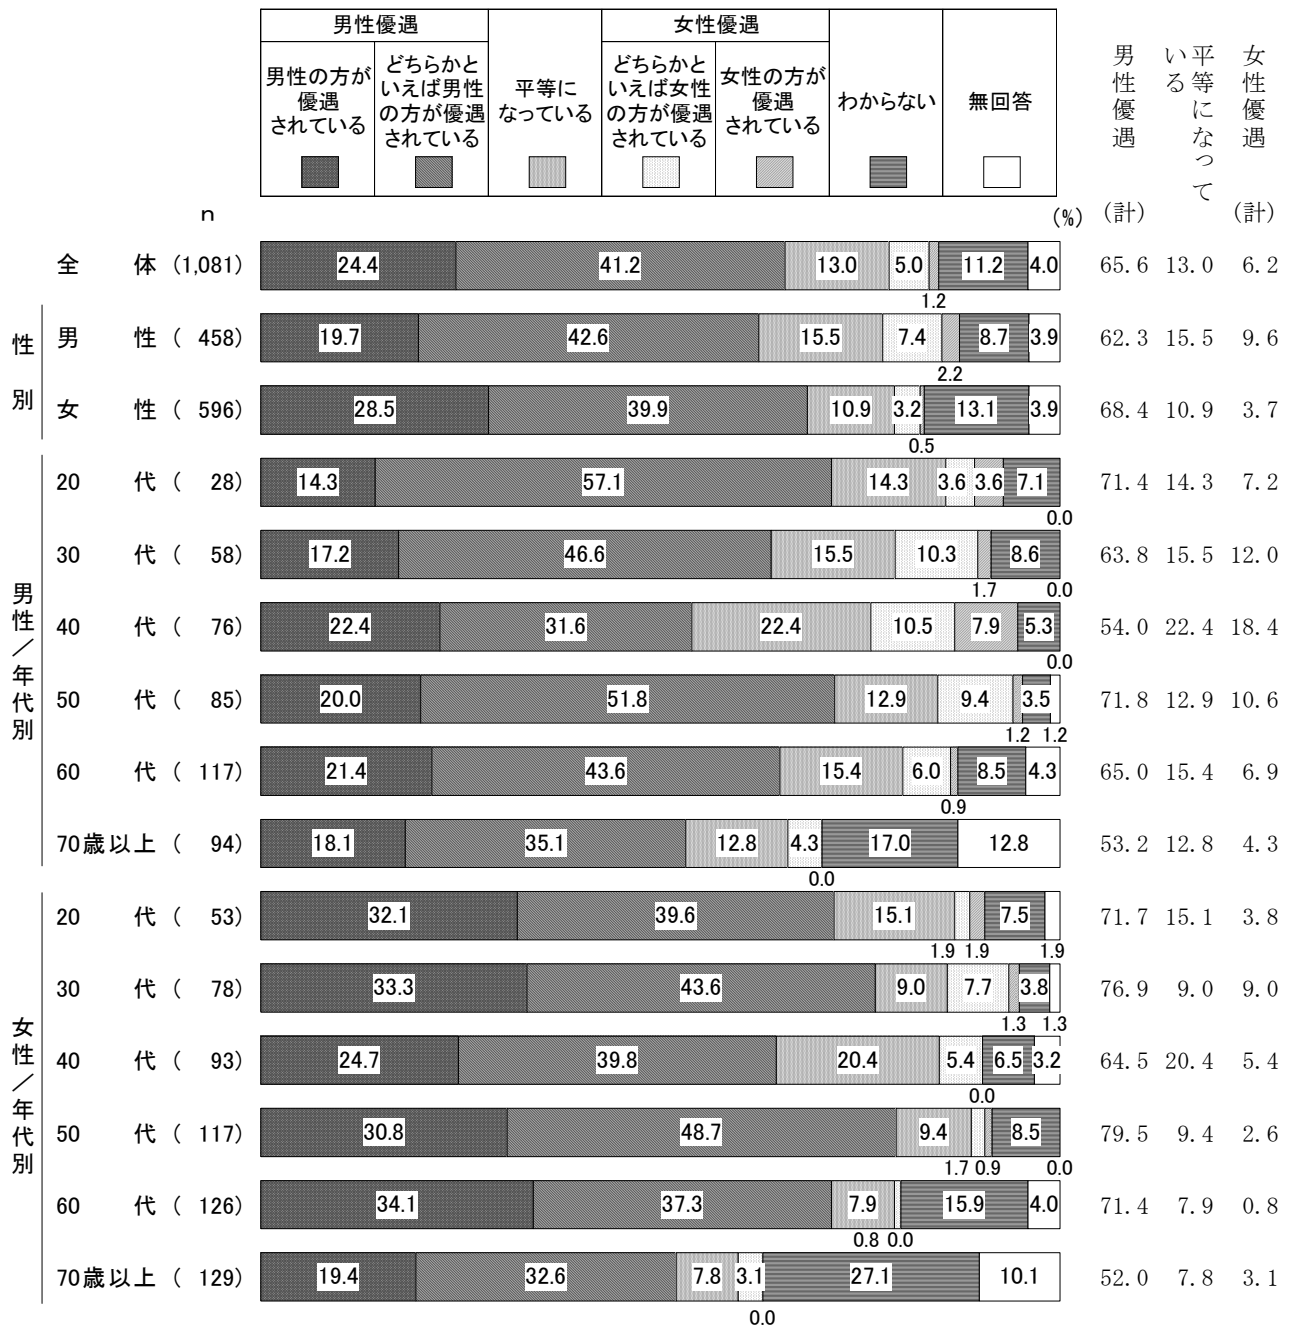 男性優遇
女性優遇
男性の方が
優遇
されている
どちらかと
いえば男性
の方が優遇
されている
平等に
なっている
どちらかと
いえば女性
の方が優遇
されている
女性の方が
優遇
されている
わからない
無回答
男性優遇
(計)
平等になって
いる
女性優遇
(計)
n
(%)
全 体 (1,081) 24.4 41.2 13.0 5.0 11.2 4.0 65.6 13.0 6.2
1.2
性別
男 性 ( 458) 19.7 42.6 15.5 7.4 8.7 3.9 62.3 15.5 9.6
2.2
女 性 ( 596) 28.5 39.9 10.9 3.2 13.1 3.9 68.4 10.9 3.7
0.5
男性/年代別
20 代 ( 28) 14.3 57.1 14.3 3.6 3.6 7.1 71.4 14.3 7.2
0.0
30 代 ( 58) 17.2 46.6 15.5 10.3 8.6 63.8 15.5 12.0
1.7 0.0
40 代 ( 76) 22.4 31.6 22.4 10.5 7.9 5.3 54.0 22.4 18.4
0.0
50 代 ( 85) 20.0 51.8 12.9 9.4 3.5 71.8 12.9 10.6
1.2 1.2
60 代 ( 117) 21.4 43.6 15.4 6.0 8.5 4.3 65.0 15.4 6.9
0.9
70歳以上 ( 94) 18.1 35.1 12.8 4.3 17.0 12.8 53.2 12.8 4.3
0.0
女性/年代別
20 代 ( 53) 32.1 39.6 15.1 7.5 71.7 15.1 3.8
1.9 1.9 1.9
30 代 ( 78) 33.3 43.6 9.0 7.7 3.8 76.9 9.0 9.0
1.3 1.3
40 代 ( 93) 24.7 39.8 20.4 5.4 6.5 3.2 64.5 20.4 5.4
0.0
50 代 ( 117) 30.8 48.7 9.4 8.5 79.5 9.4 2.6
1.7 0.9 0.0
60 代 ( 126) 34.1 37.3 7.9 15.9 4.0 71.4 7.9 0.8
0.8 0.0
70歳以上 ( 129) 19.4 32.6 7.8 3.1 27.1 10.1 52.0 7.8 3.1
0.0